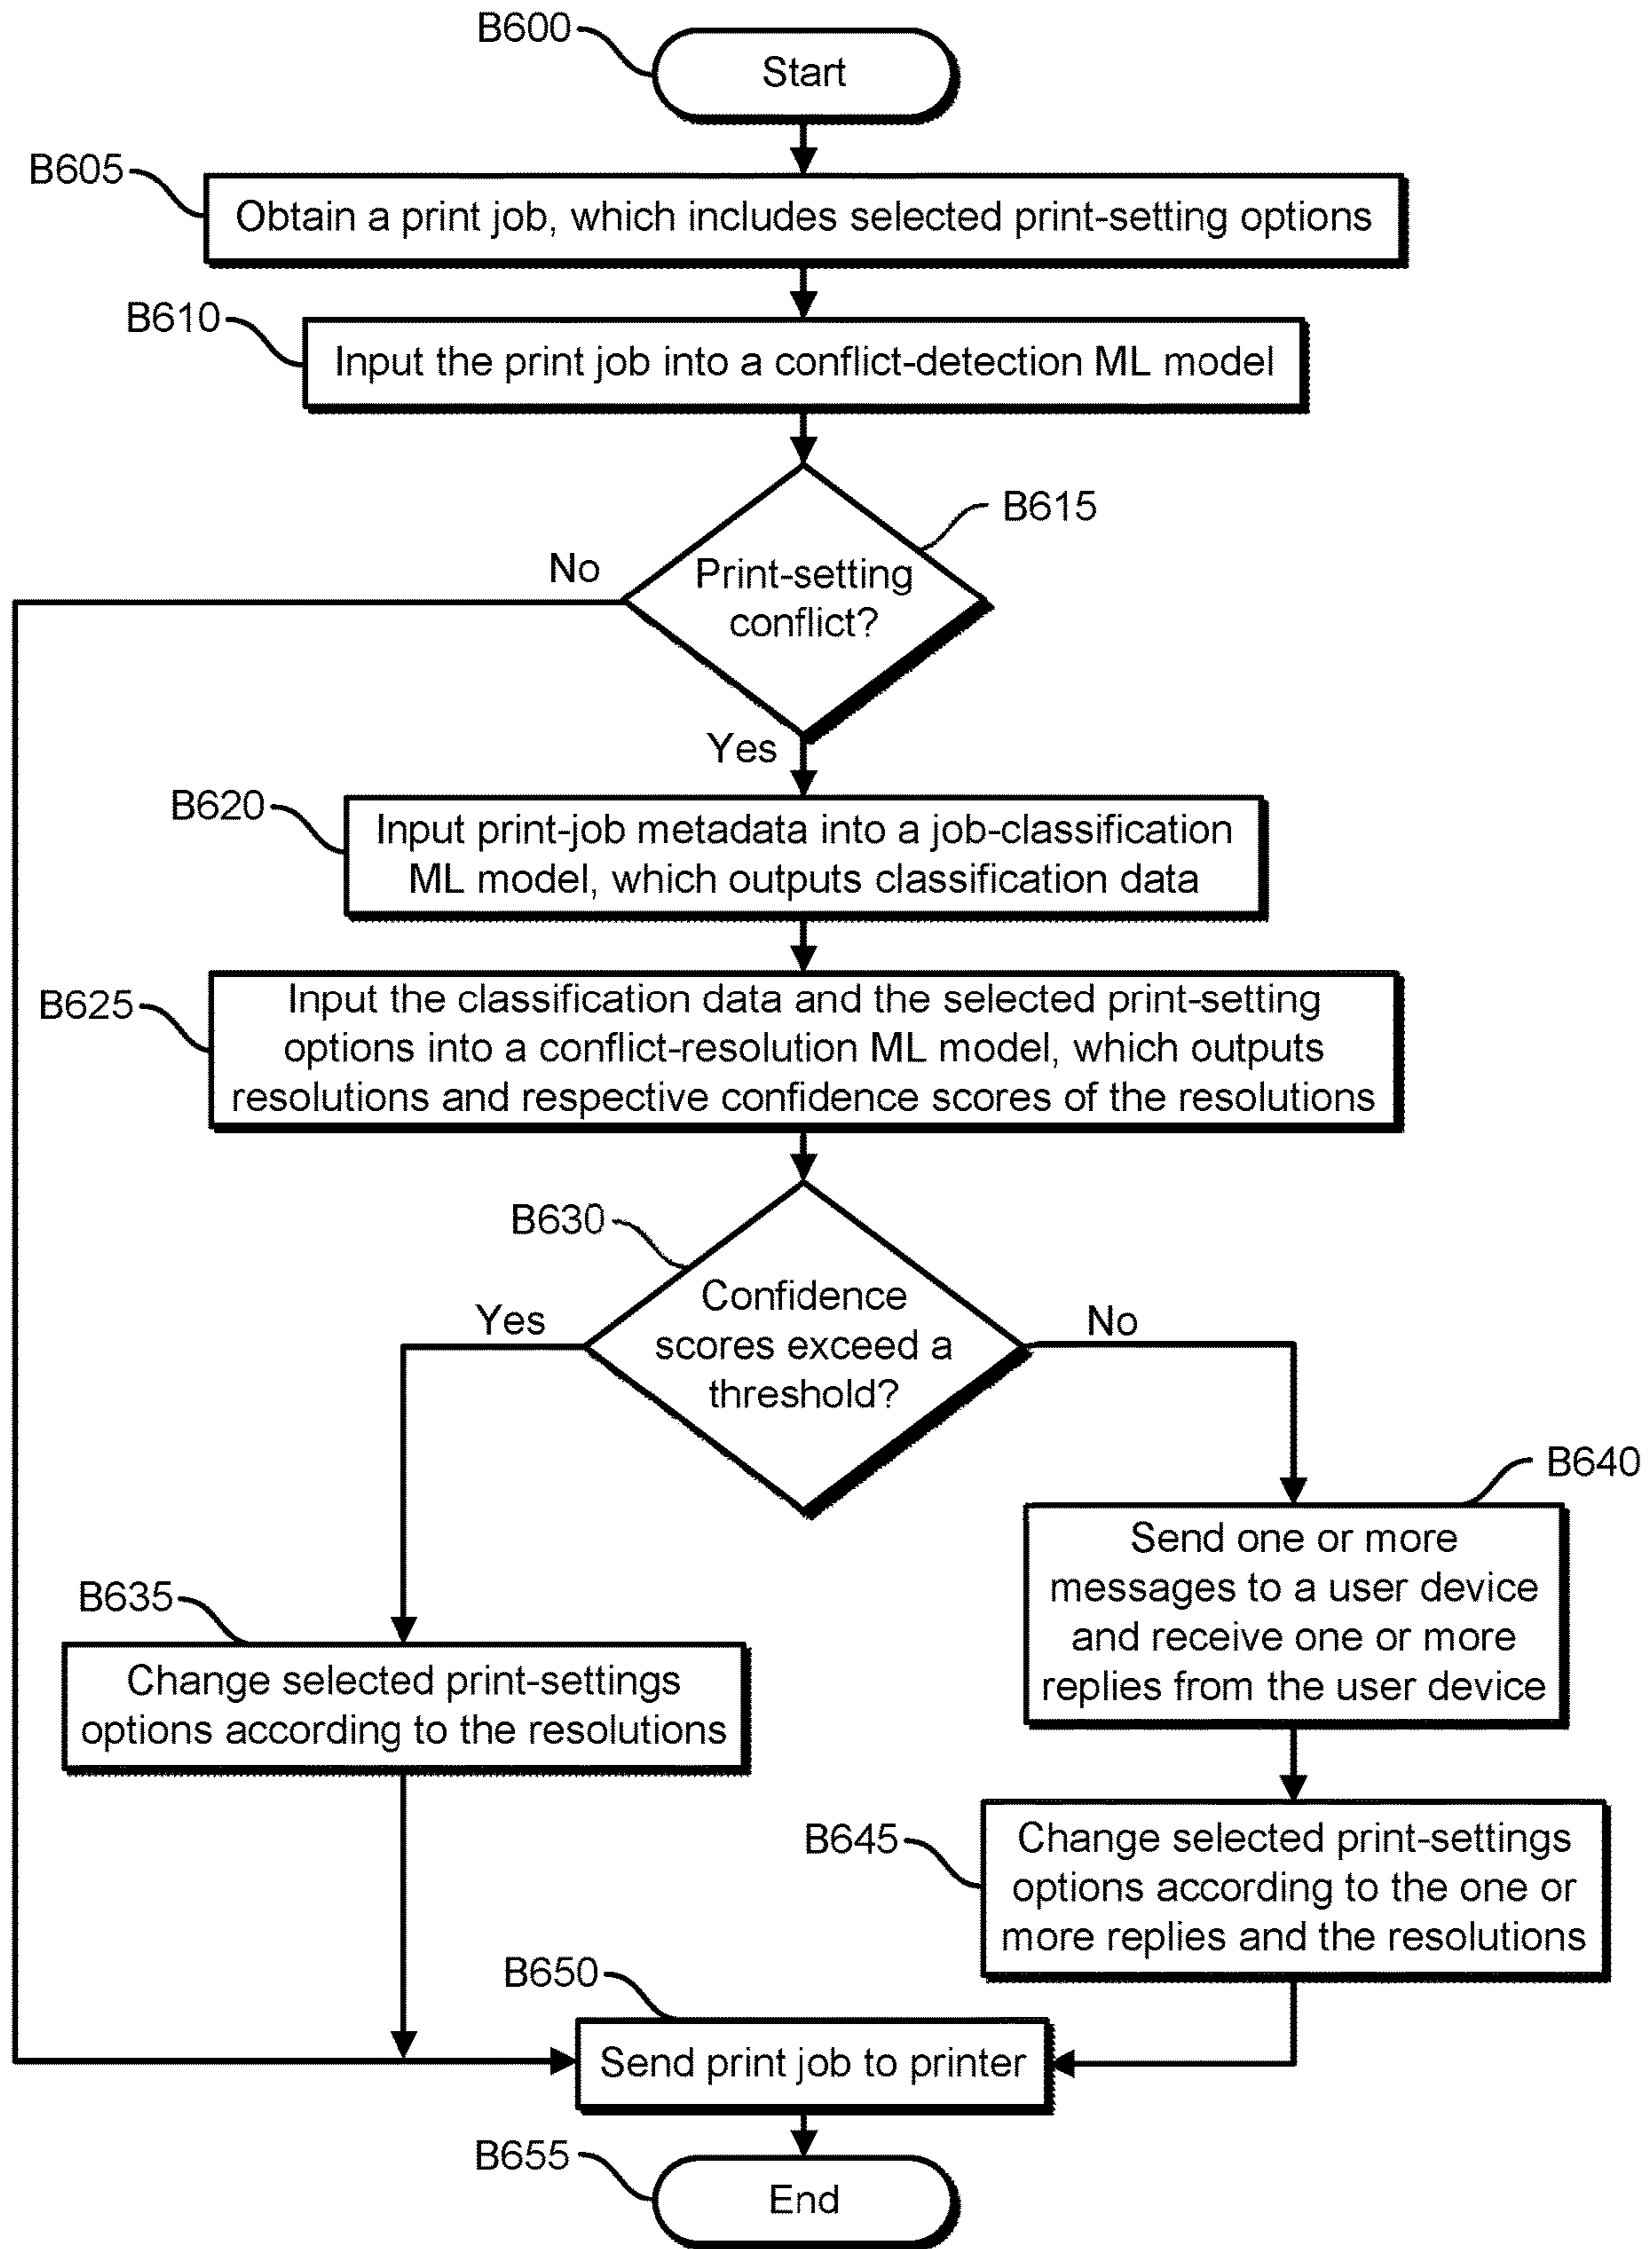 B600
Start
B605
Obtain a print job, which includes selected print-setting options
B610
Input the print job into a conflict-detection ML model
B615
No
Print-setting
conflict?
Yes
B620
Input print-job metadata into a job-classification
ML model, which outputs classification data
B625
Input the classification data and the selected print-setting
options into a conflict-resolution ML model, which outputs
resolutions and respective confidence scores of the resolutions
B630
Yes
Confidence
scores exceed a
threshold?
No
B640
Send one or more
messages to a user device
and receive one or more
replies from the user device
B635
Change selected print-settings
options according to the resolutions
B645
Change selected print-settings
options according to the one or
more replies and the resolutions
B650
Send print job to printer
B655
End